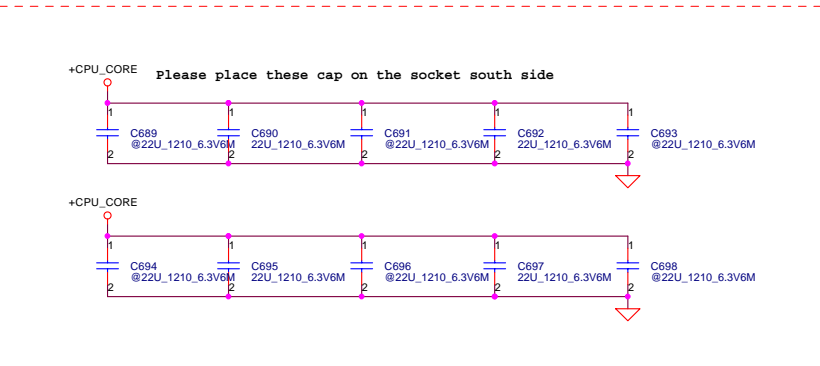 +CPU_CORE
Please place these cap on the socket south side
1 1 1 1 1
C689 C690 C691 C692 C693
@22U_1210_6.3V6M 22U_1210_6.3V6M @22U_1210_6.3V6M 22U_1210_6.3V6M @22U_1210_6.3V6M
2 2 2 2 2
+CPU_CORE
1 1 1 1 1
C694 C695 C696 C697 C698
@22U_1210_6.3V6M 22U_1210_6.3V6M @22U_1210_6.3V6M 22U_1210_6.3V6M @22U_1210_6.3V6M
2 2 2 2 2